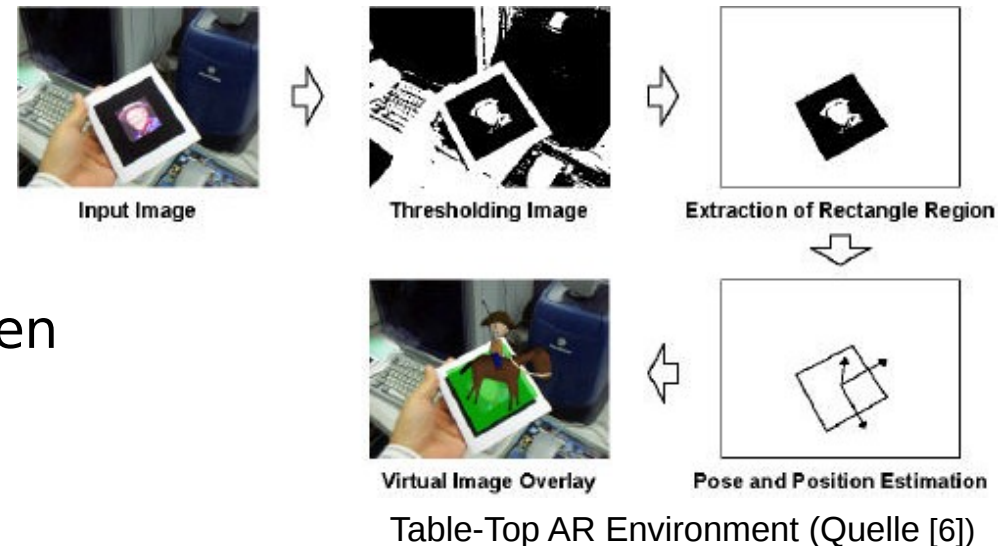 Input Image
Thresholding Image
Extraction of Rectangle Region
en
Virtual Image Overlay
Pose and Position Estimation
Table-Top AR Environment (Quelle [6])